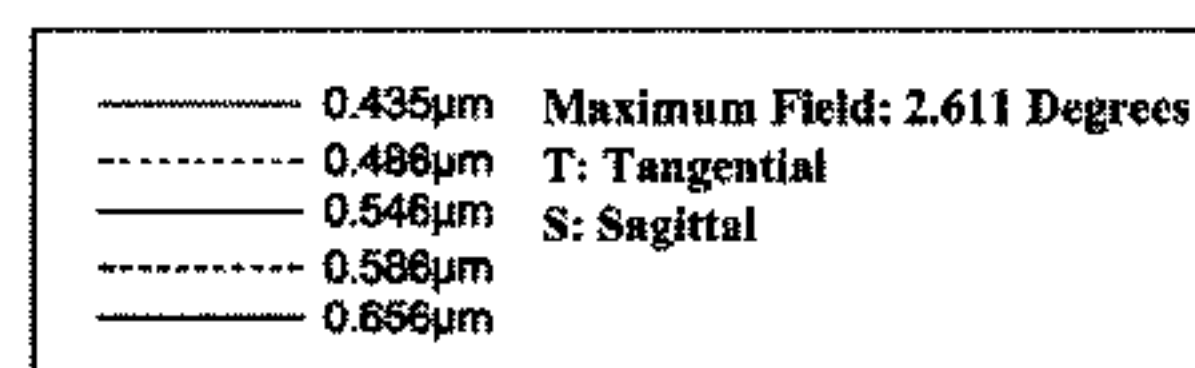 0.435µm
0.486µm
0.546µm
0.586µm
0.656µm
Maximum Field: 2.611 Degrees
T: Tangential
S: Sagittal